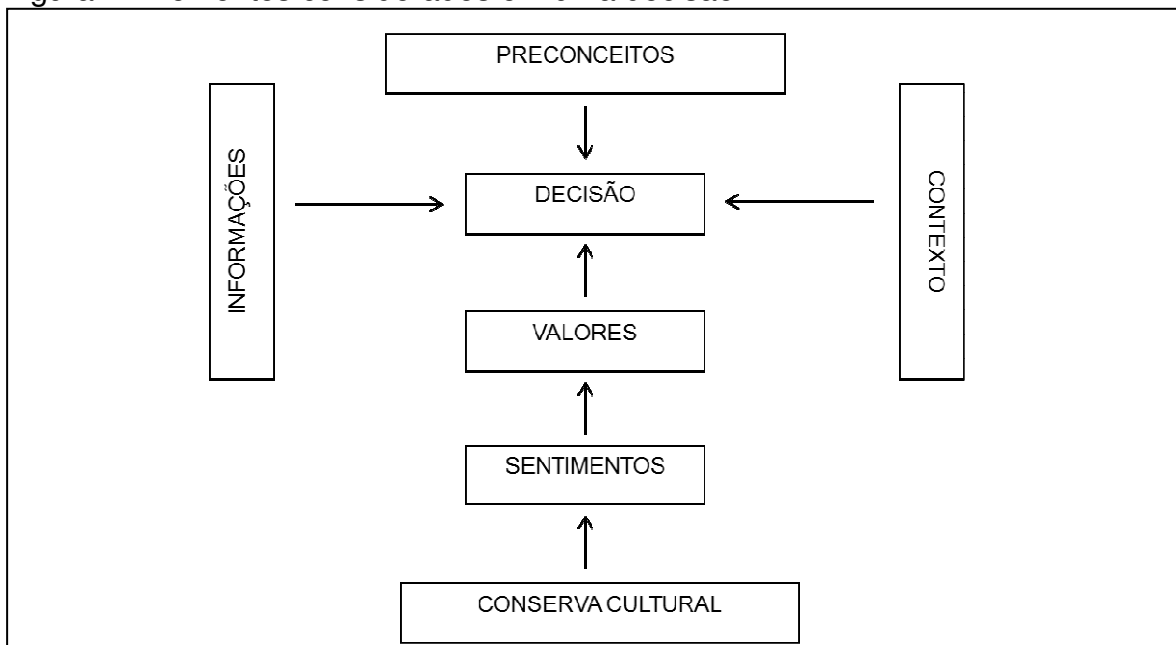 PRECONCEITOS
INFORMAÇÕES
DECISÃO
CONTEXTO
VALORES
SENTIMENTOS
CONSERVA CULTURAL